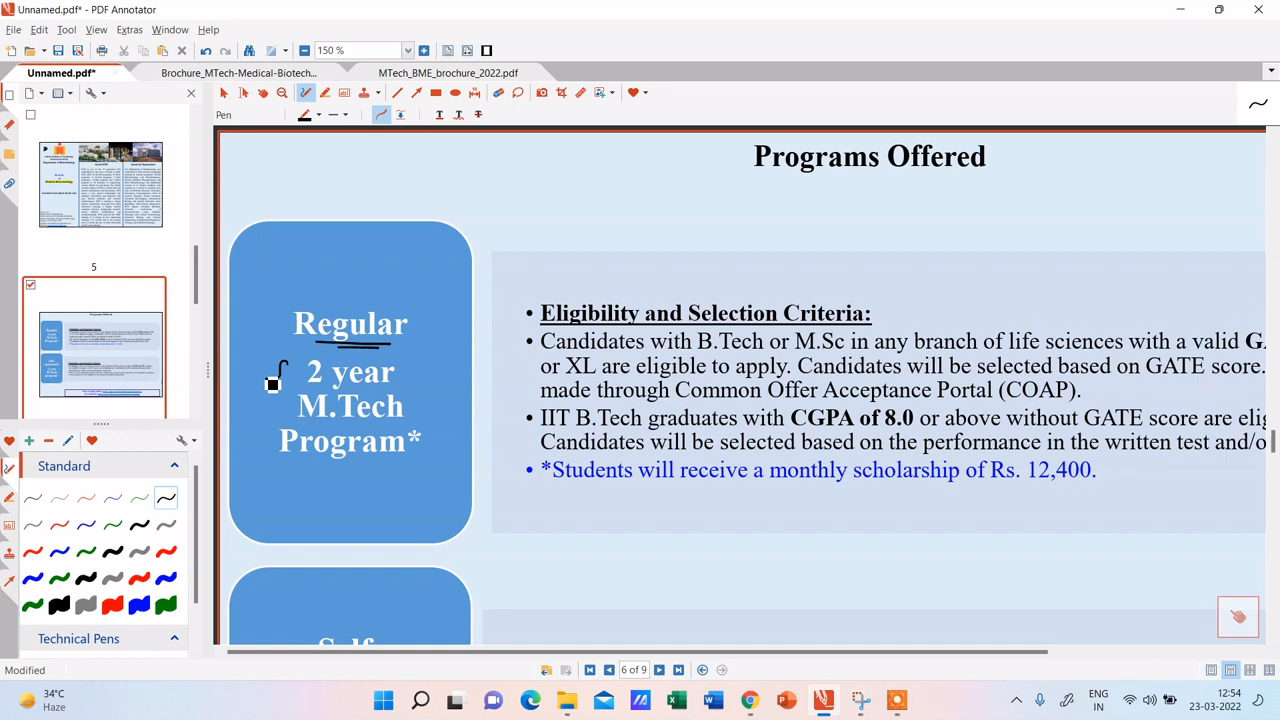 Unnamed.pdf* - PDF Annotator
File Edit Tool View Extras Window Help
150 %
Unnamed.pdf* Brochure_MTech-Medical-Biotech... MTech_BME_brochure_2022.pdf
Pen
Programs Offered
5
Regular
2 year
M.Tech
Program*
• Eligibility and Selection Criteria:
• Candidates with B.Tech or M.Sc in any branch of life sciences with a valid
or XL are eligible to apply. Candidates will be selected based on GATE score.
made through Common Offer Acceptance Portal (COAP).
• IIT B.Tech graduates with CGPA of 8.0 or above without GATE score are
Candidates will be selected based on the performance in the written test and/o
• *Students will receive a monthly scholarship of Rs. 12,400.
Standard
Technical Pens
Modified
6 of 9
34°C
Haze
ENG
IN
12:54
23-03-2022